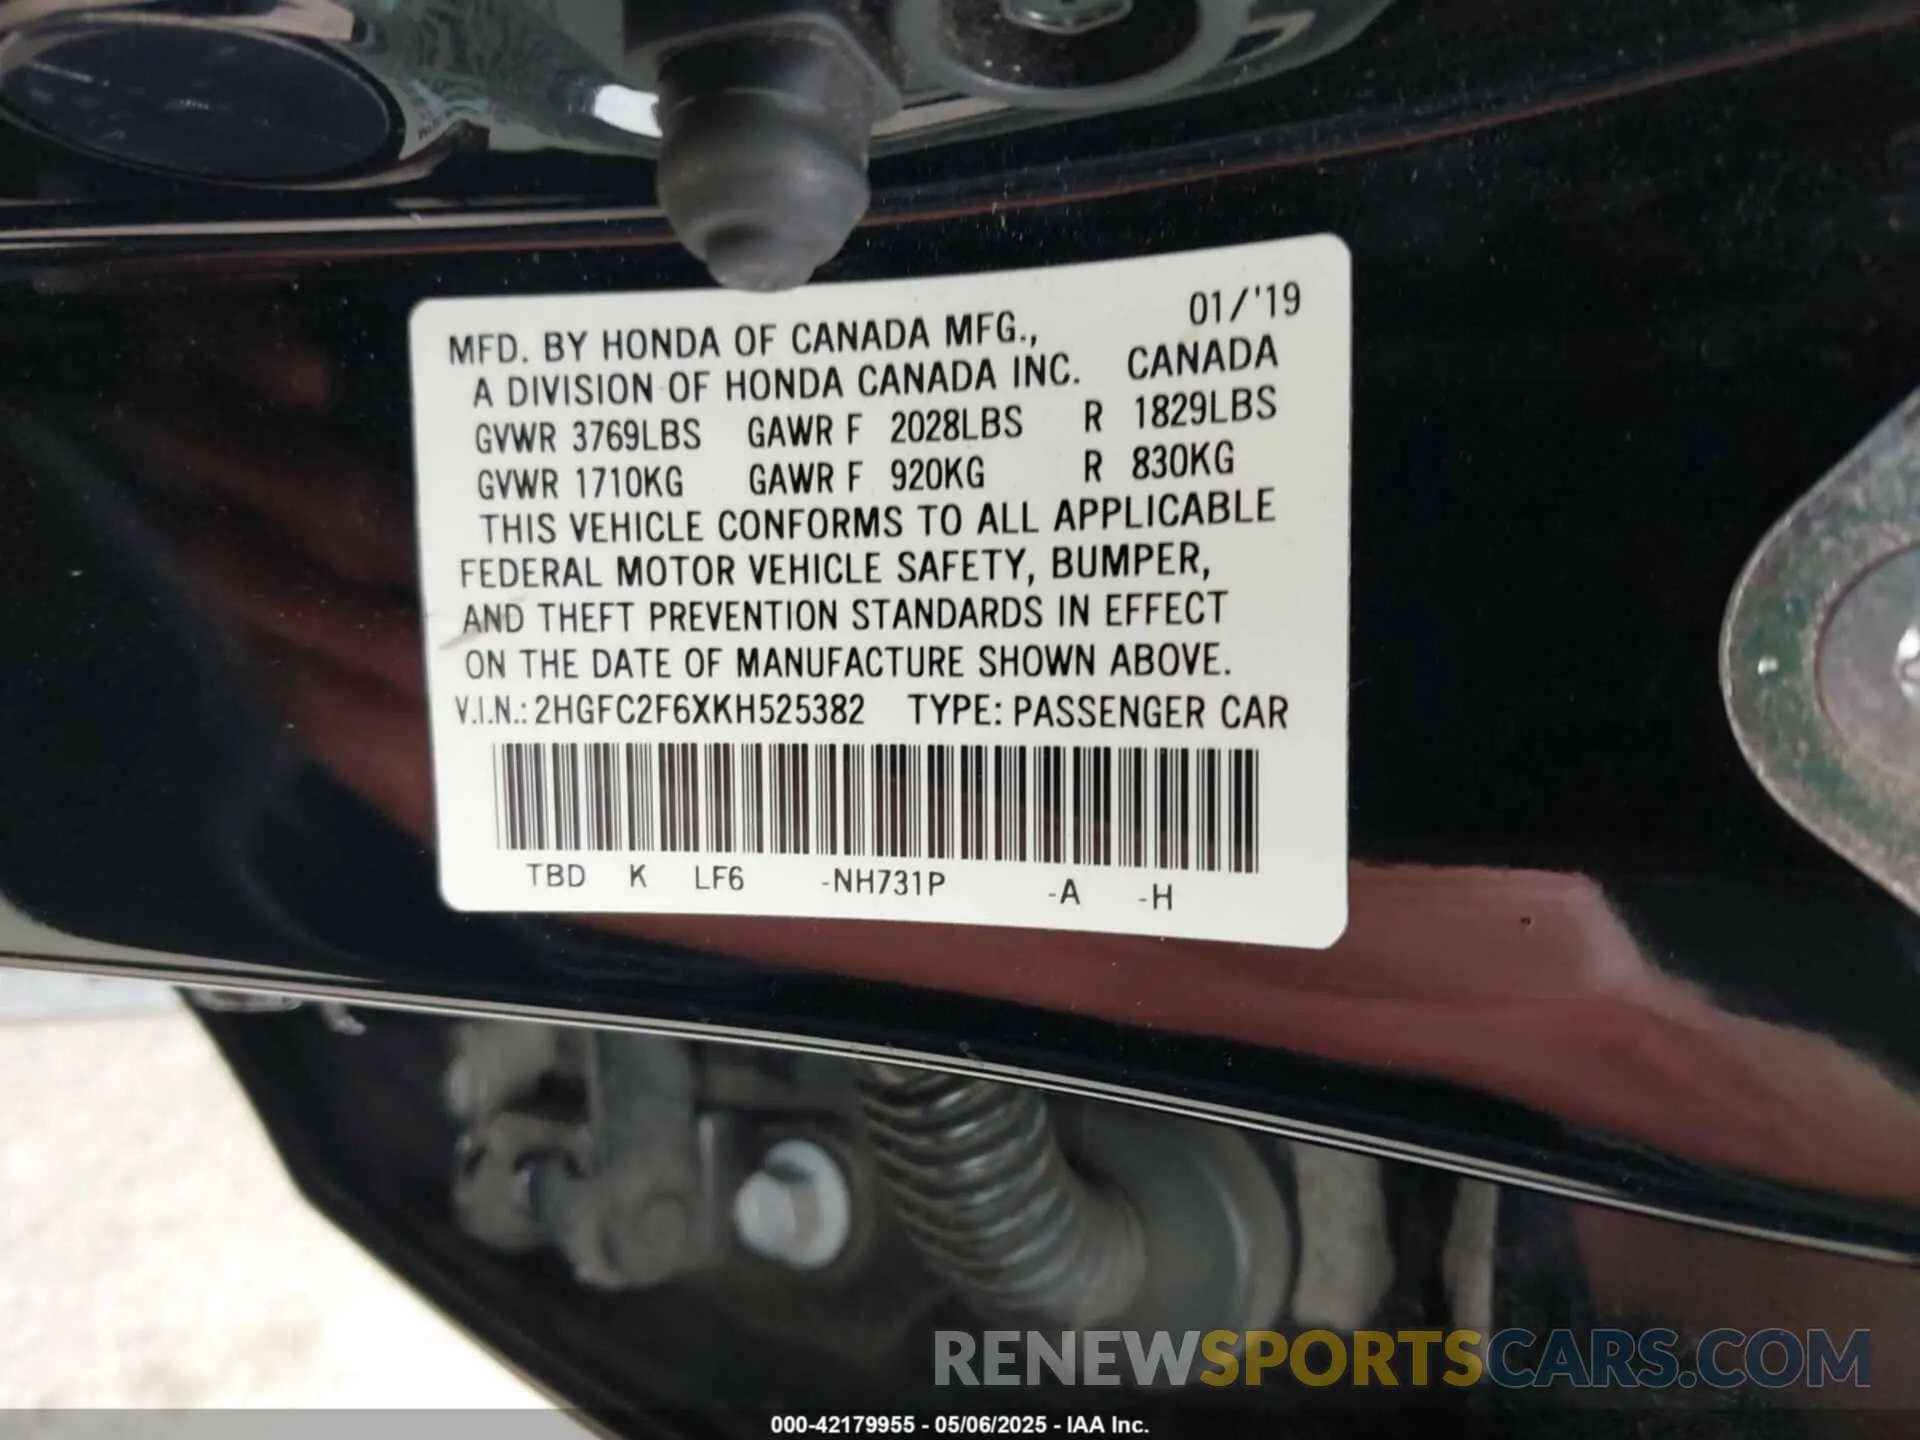 01/'19
MFD. BY HONDA OF CANADA MFG.,
A DIVISION OF HONDA CANADA INC. CANADA
GVWR 3769LBS GAWR F 2028LBS R 1829LBS
GVWR 1710KG GAWR F 920KG R 830KG
THIS VEHICLE CONFORMS TO ALL APPLICABLE
FEDERAL MOTOR VEHICLE SAFETY, BUMPER,
AND THEFT PREVENTION STANDARDS IN EFFECT
ON THE DATE OF MANUFACTURE SHOWN ABOVE.
V.I.N.: 2HGFC2F6XKH525382 TYPE: PASSENGER CAR
TBD K LF6 -NH731P -A -H
RENEWSPORTSCARS.COM
000-42179955 - 05/06/2025 - IAA Inc.